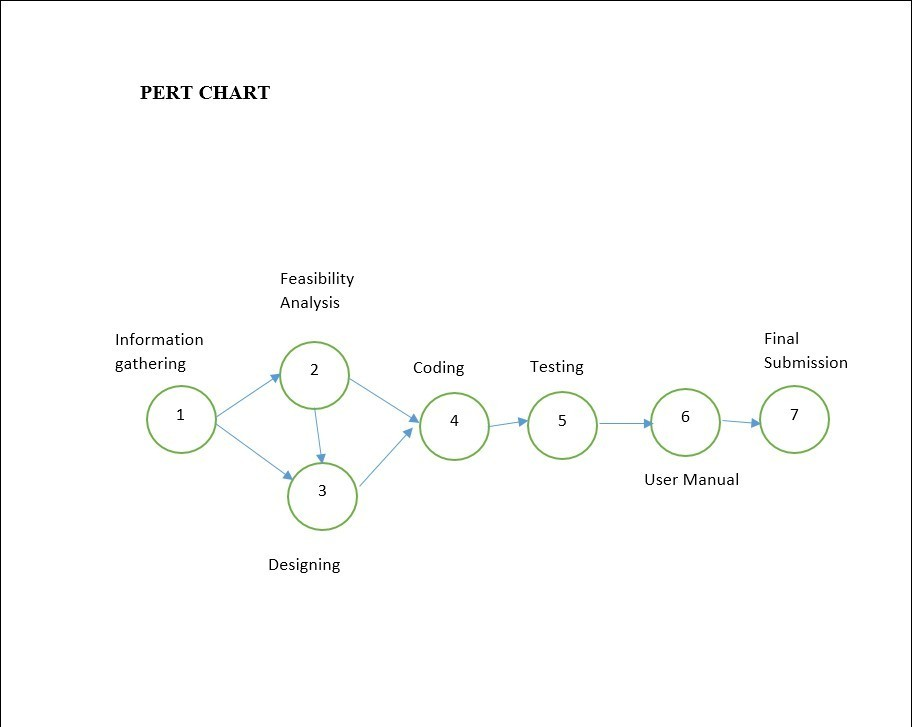 PERT CHART
Feasibility
Analysis
Information
gathering
Final
Submission
Coding
Testing
2
1
4
5
6
7
User Manual
3
Designing